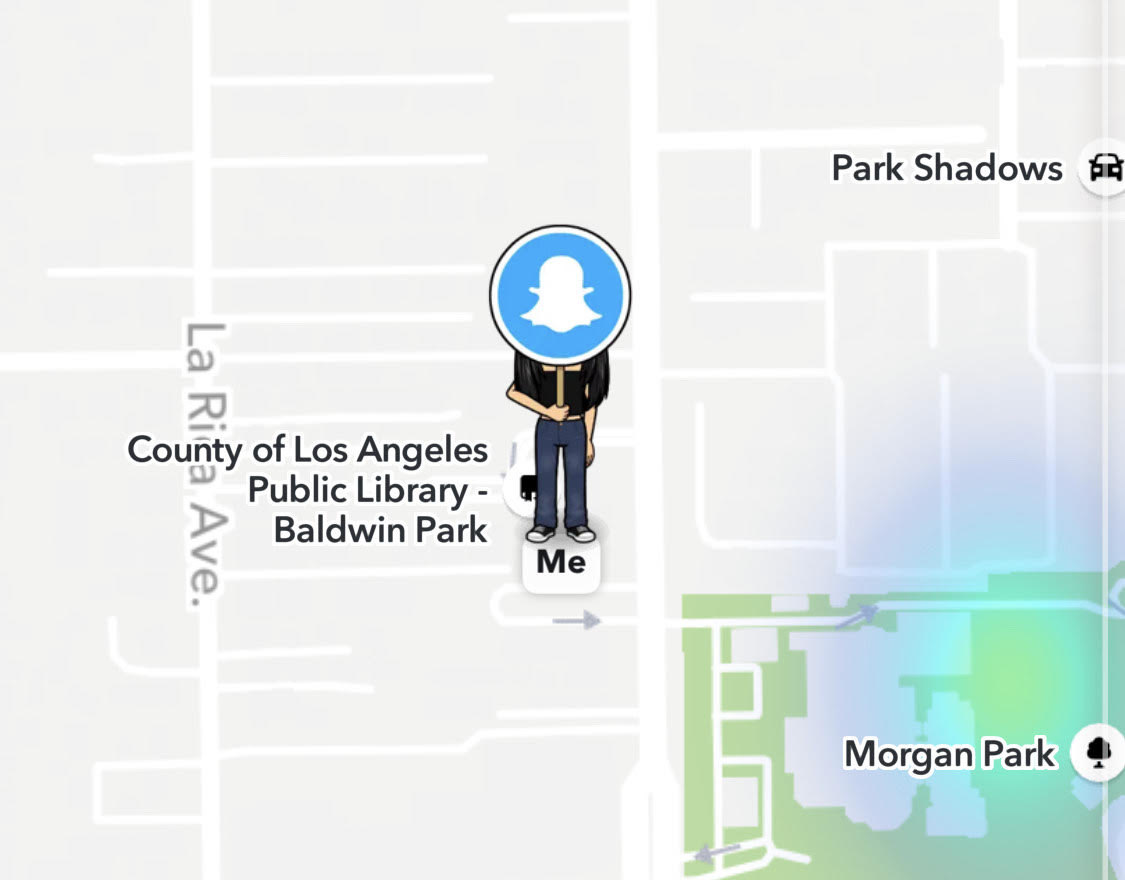 Park Shadows
La Rica Ave.
County of Los Angeles
Public Library -
Baldwin Park
Me
Morgan Park